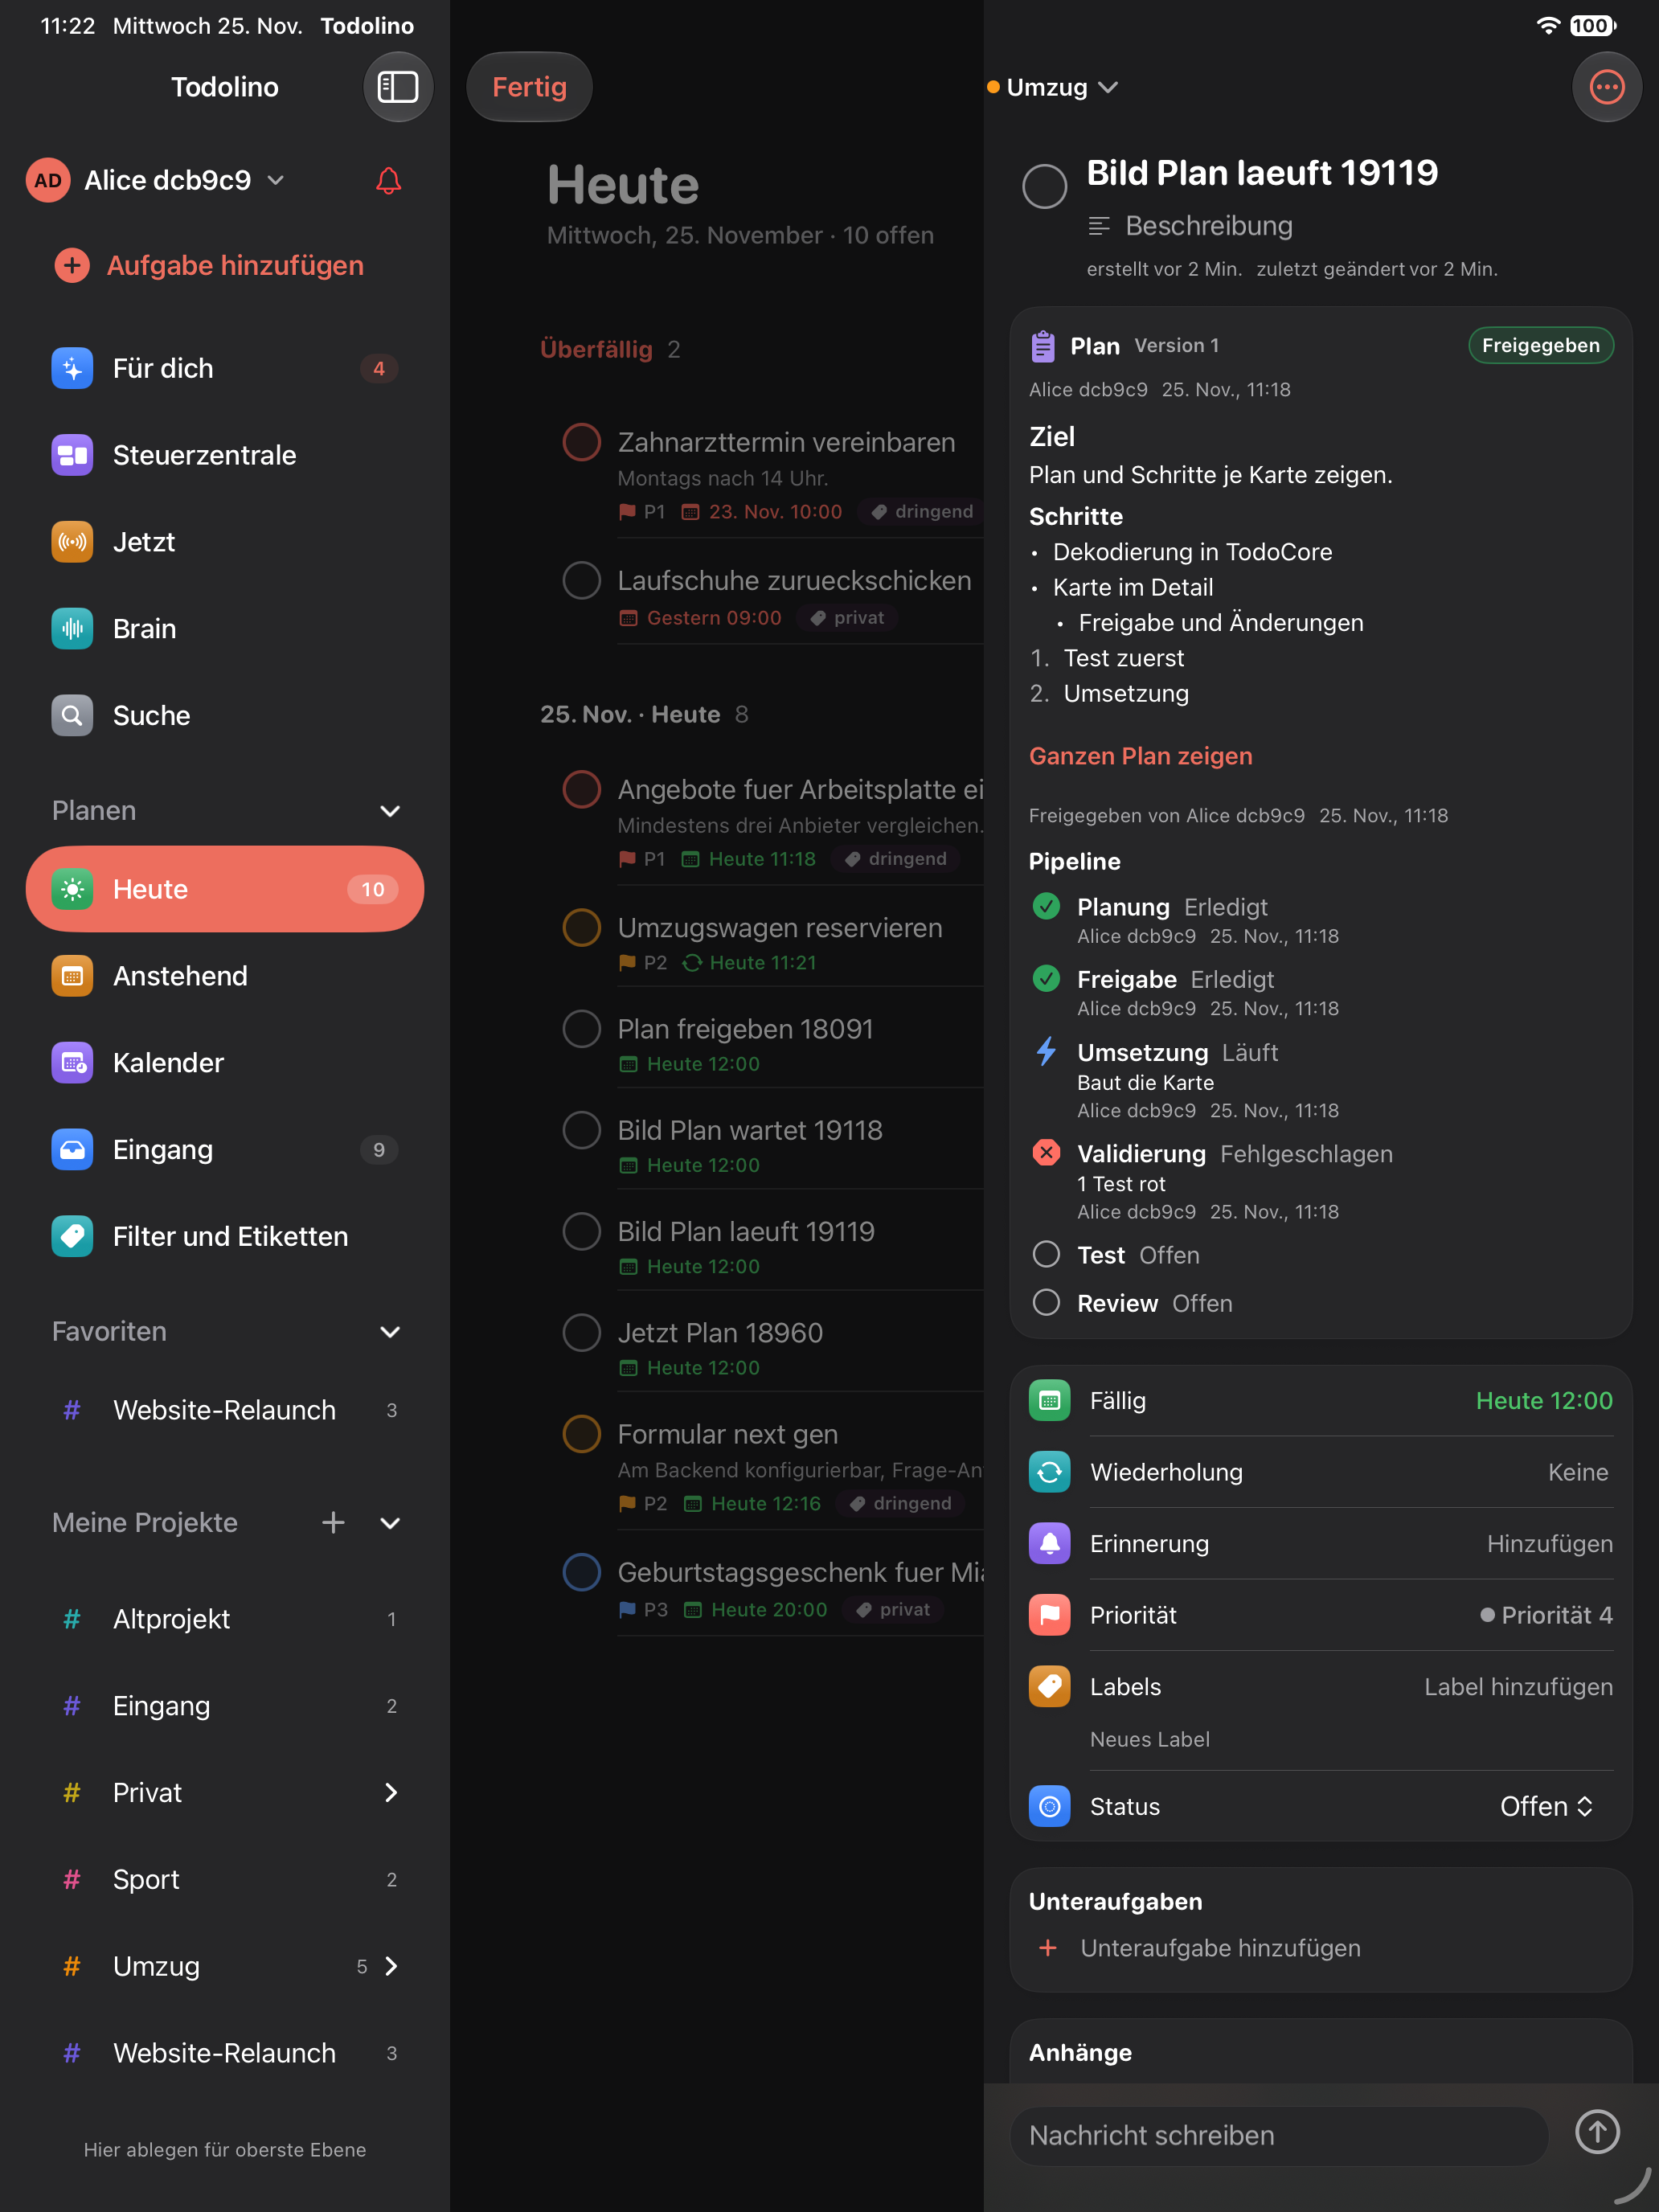 11:22 Mittwoch 25. Nov. Todolino
100
Todolino
AD Alice dcb9c9
Aufgabe hinzufügen
Für dich 4
Steuerzentrale
Jetzt
Brain
Suche
Planen
Heute 10
Anstehend
Kalender
Eingang 9
Filter und Etiketten
Favoriten
# Website-Relaunch 3
Meine Projekte
# Altprojekt 1
# Eingang 2
# Privat
# Sport 2
# Umzug 5
# Website-Relaunch 3
Hier ablegen für oberste Ebene
Fertig
Heute
Mittwoch, 25. November · 10 offen
Überfällig 2
Zahnarzttermin vereinbaren
Montags nach 14 Uhr.
P1 23. Nov. 10:00 dringend
Laufschuhe zurueckschicken
Gestern 09:00 privat
25. Nov. · Heute 8
Angebote fuer Arbeitsplatte ei
Mindestens drei Anbieter vergleichen.
P1 Heute 11:18 dringend
Umzugswagen reservieren
P2 Heute 11:21
Plan freigeben 18091
Heute 12:00
Bild Plan wartet 19118
Heute 12:00
Bild Plan laeuft 19119
Heute 12:00
Jetzt Plan 18960
Heute 12:00
Formular next gen
Am Backend konfigurierbar, Frage-An
P2 Heute 12:16 dringend
Geburtstagsgeschenk fuer Mia
P3 Heute 20:00 privat
Umzug
Bild Plan laeuft 19119
Beschreibung
erstellt vor 2 Min. zuletzt geändert vor 2 Min.
Plan Version 1 Freigegeben
Alice dcb9c9 25. Nov., 11:18
Ziel
Plan und Schritte je Karte zeigen.
Schritte
• Dekodierung in TodoCore
• Karte im Detail
• Freigabe und Änderungen
1. Test zuerst
2. Umsetzung
Ganzen Plan zeigen
Freigegeben von Alice dcb9c9 25. Nov., 11:18
Pipeline
Planung Erledigt
Alice dcb9c9 25. Nov., 11:18
Freigabe Erledigt
Alice dcb9c9 25. Nov., 11:18
Umsetzung Läuft
Baut die Karte
Alice dcb9c9 25. Nov., 11:18
Validierung Fehlgeschlagen
1 Test rot
Alice dcb9c9 25. Nov., 11:18
Test Offen
Review Offen
Fällig Heute 12:00
Wiederholung Keine
Erinnerung Hinzufügen
Priorität Priorität 4
Labels Label hinzufügen
Neues Label
Status Offen
Unteraufgaben
+ Unteraufgabe hinzufügen
Anhänge
Nachricht schreiben